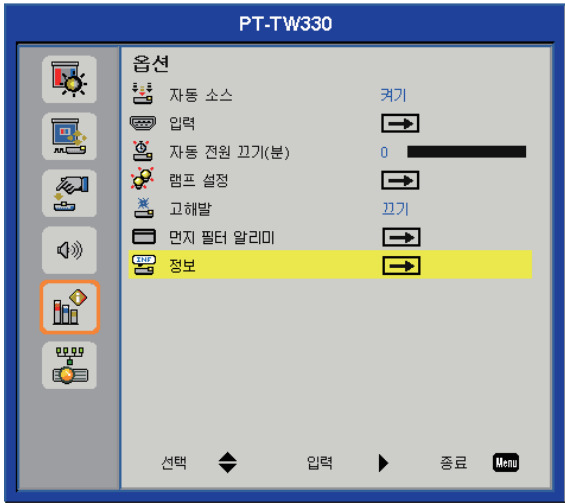 PT-TW330
옵션
자동 소스 켜기
입력
자동 전원 끄기(분) 0
램프 설정
고해발 끄기
먼지 필터 알리미
INF
정보
선택 입력 종료 Menu